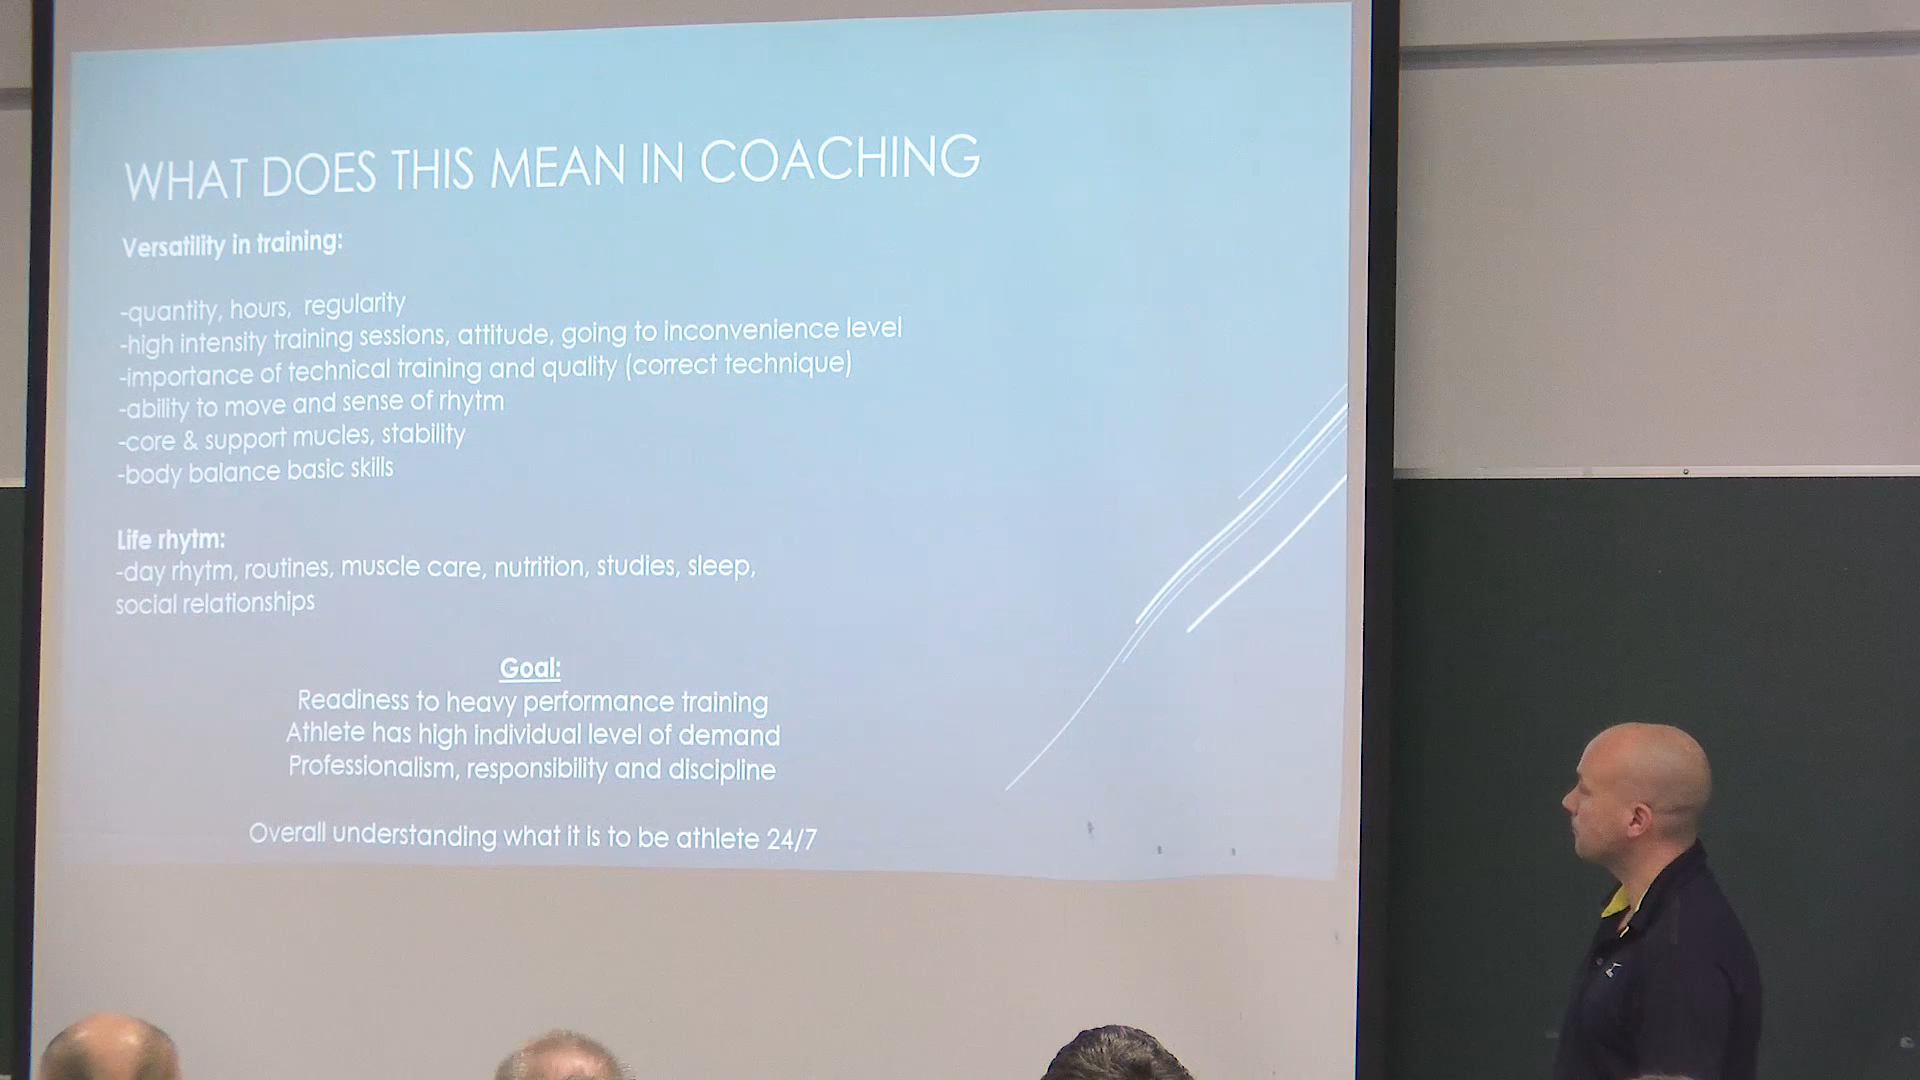 WHAT DOES THIS MEAN IN COACHING
Versatility in training:
-quantity, hours, regularity
-high intensity training sessions, attitude, going to inconvenience level
-importance of technical training and quality (correct technique)
-ability to move and sense of rhytm
-core & support mucles, stability
-body balance basic skills
Life rhytm:
-day rhytm, routines, muscle care, nutrition, studies, sleep,
social relationships
Goal:
Readiness to heavy performance training
Athlete has high individual level of demand
Professionalism, responsibility and discipline
Overall understanding what it is to be athlete 24/7